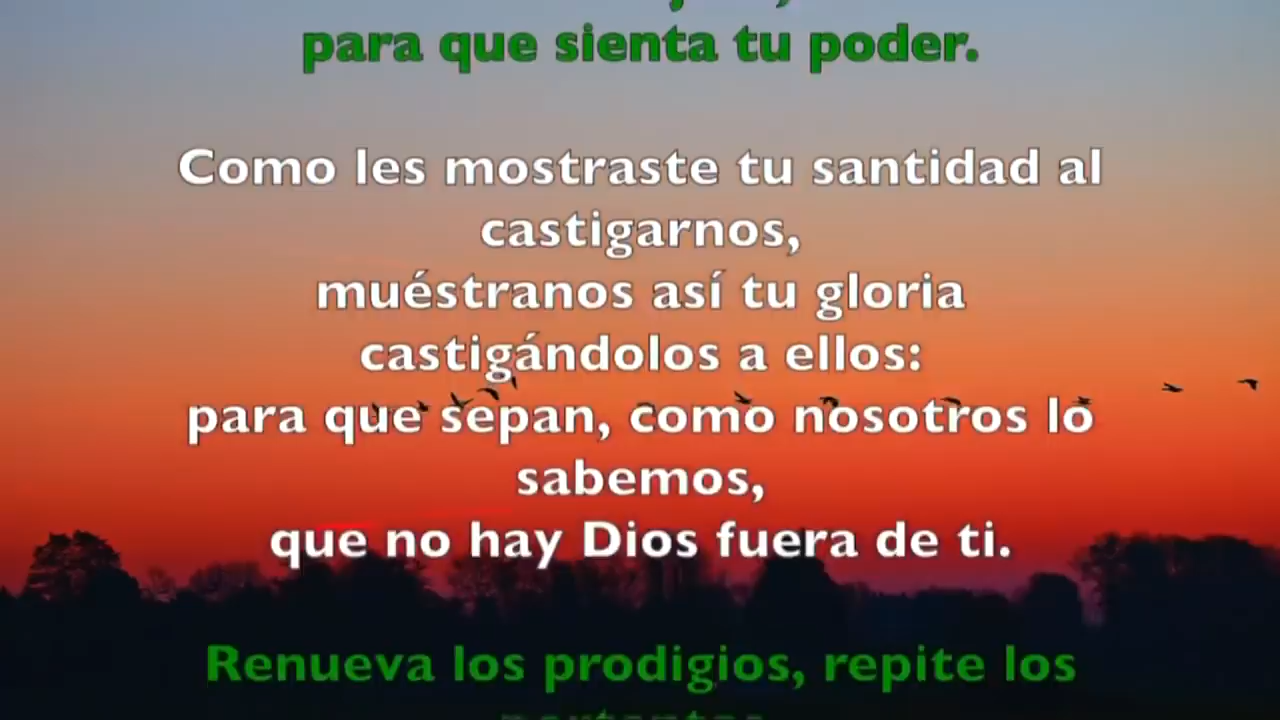 para que sienta tu poder.
Como les mostraste tu santidad al
castigarnos,
muéstranos así tu gloria
castigándolos a ellos:
para que sepan, como nosotros lo
sabemos,
que no hay Dios fuera de ti.
Renueva los prodigios, repite los